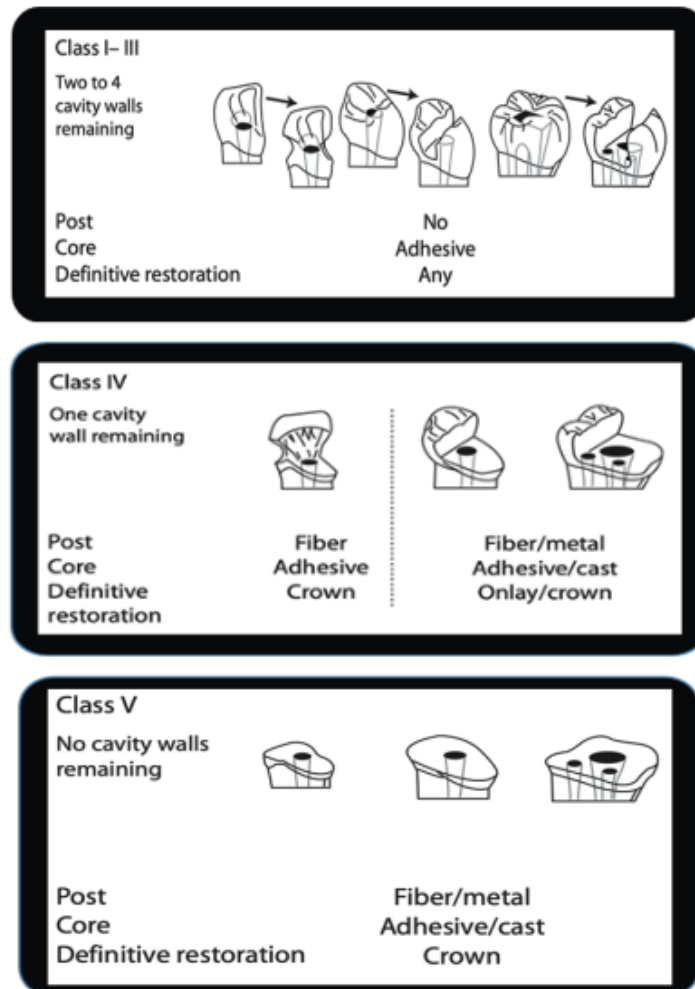 Class I– III
Two to 4
cavity walls
remaining
Post No
Core Adhesive
Definitive restoration Any
Class IV
One cavity
wall remaining
Post Fiber Fiber/metal
Core Adhesive Adhesive/cast
Definitive Crown Onlay/crown
restoration
Class V
No cavity walls
remaining
Post Fiber/metal
Core Adhesive/cast
Definitive restoration Crown